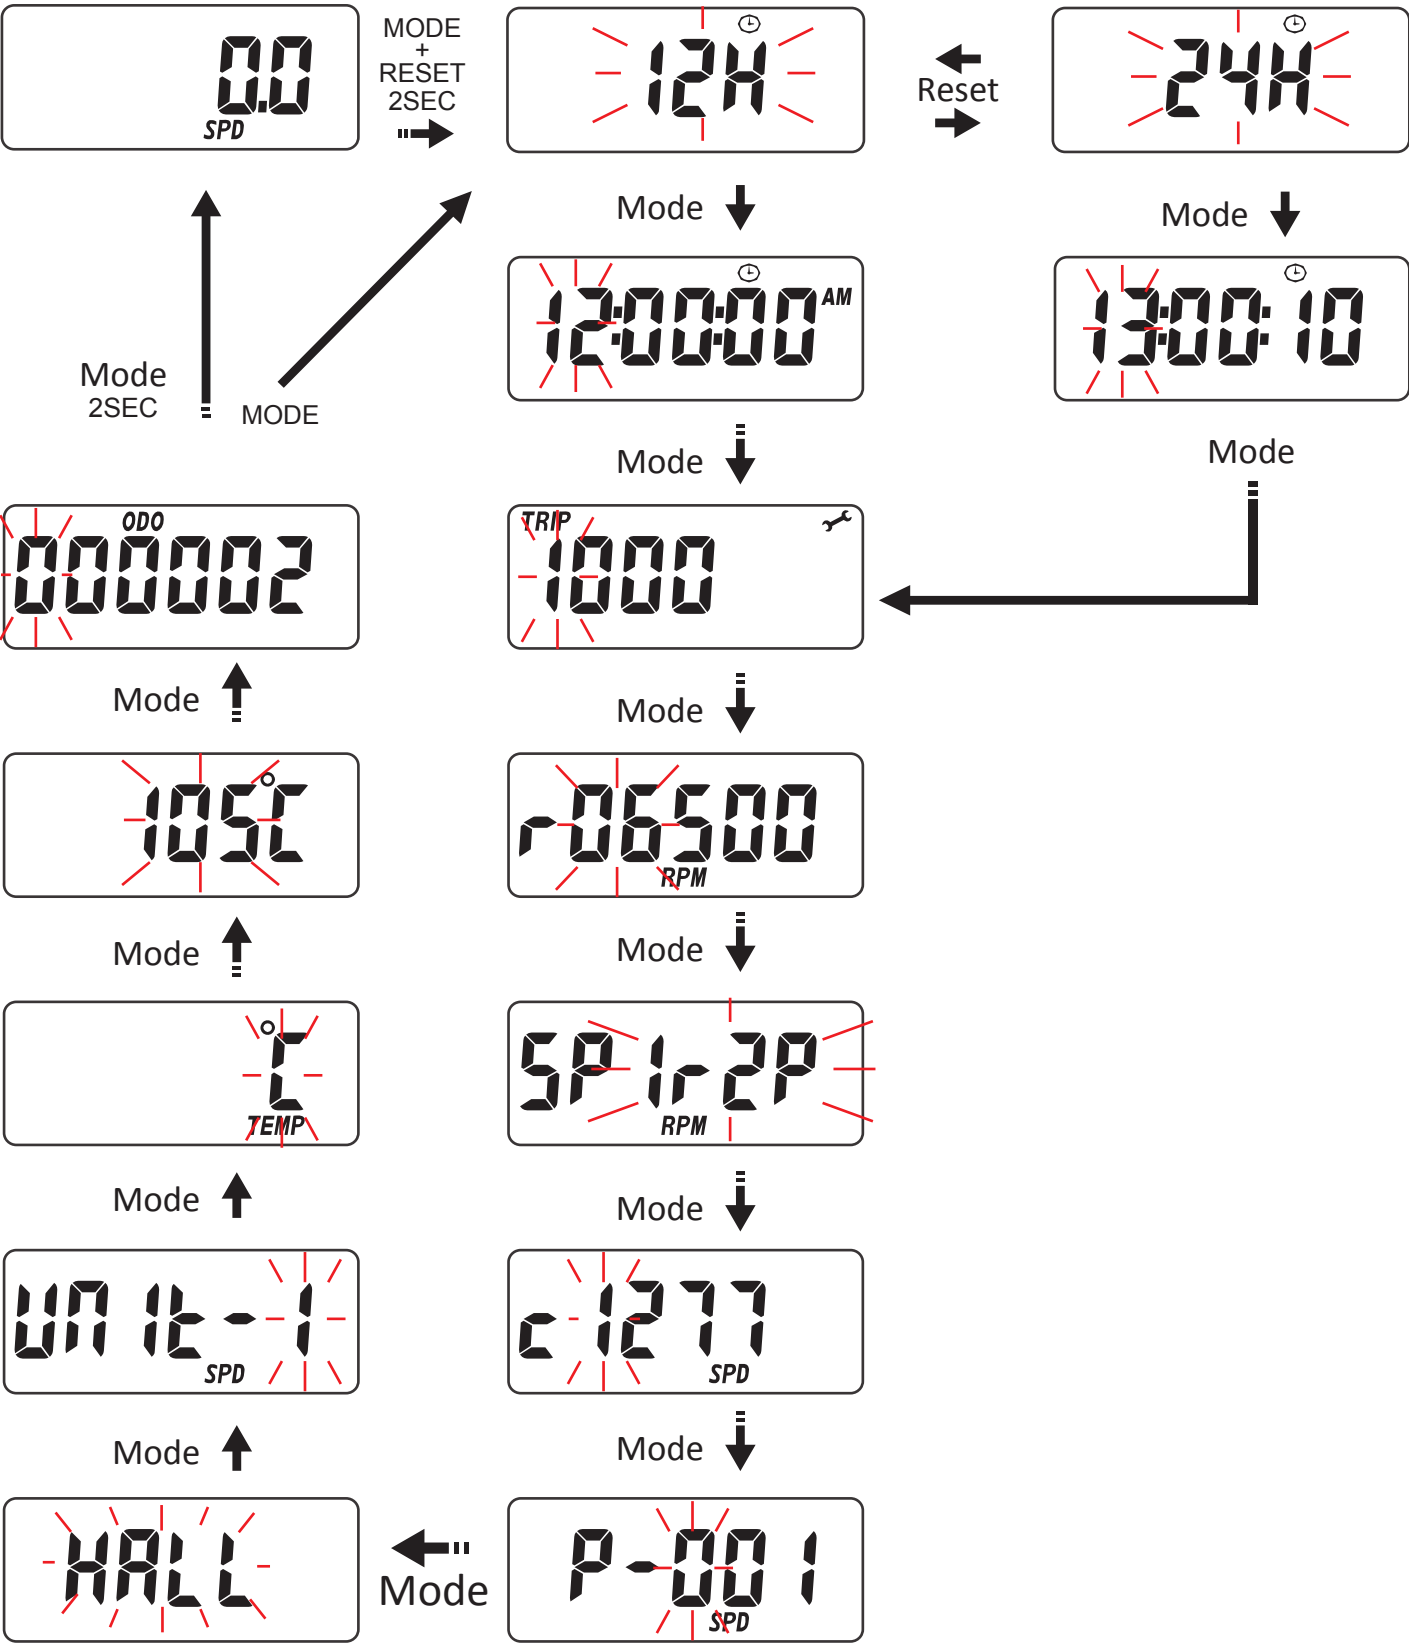 0.0
SPD
MODE
+
RESET
2SEC
12H
Reset
24H
Mode
Mode
12:00:00 AM
13:00:10
Mode
2SEC
MODE
Mode
Mode
ODO
000002
TRIP
1000
Mode
Mode
105°C
r06500
RPM
Mode
Mode
°C
TEMP
SP1r2P
RPM
Mode
Mode
UNIt-1
SPD
c1277
SPD
Mode
Mode
HALL
Mode
P-001
SPD